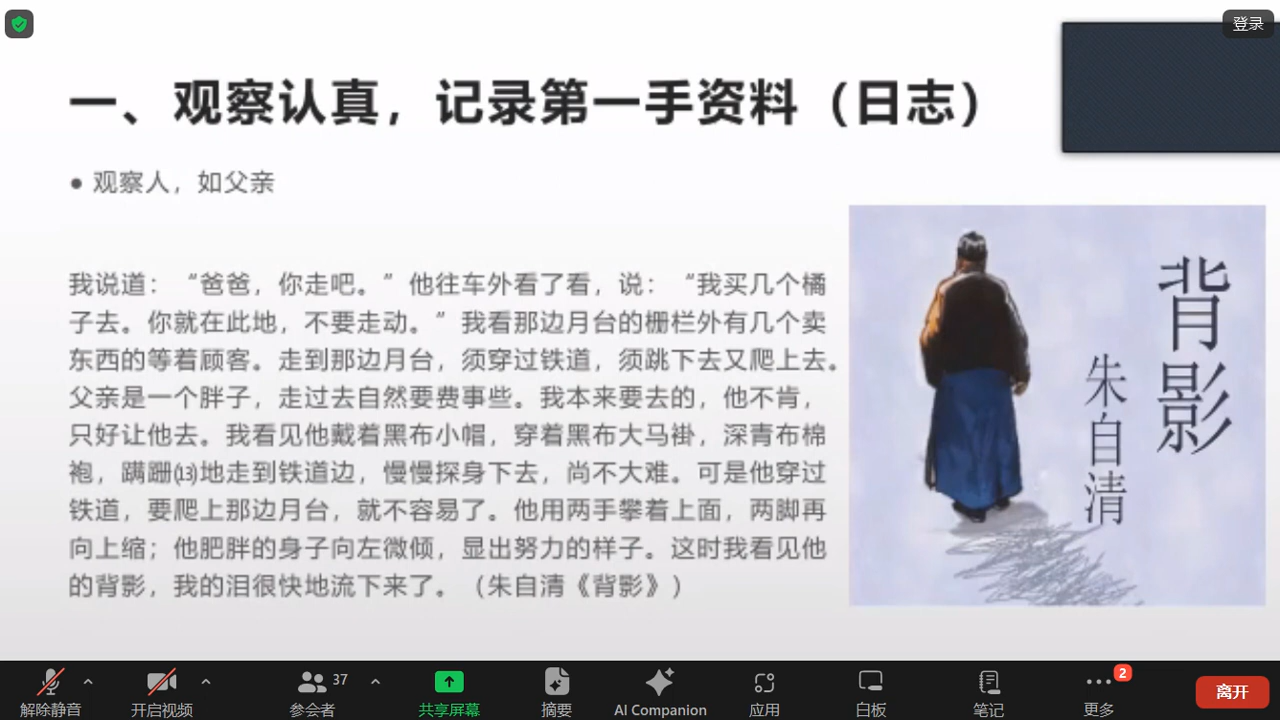 登录
一、观察认真，记录第一手资料（日志）
● 观察人，如父亲
我说道：“爸爸，你走吧。”他往车外看了看，说：“我买几个橘
子去。你就在此地，不要走动。”我看那边月台的栅栏外有几个卖
东西的等着顾客。走到那边月台，须穿过铁道，须跳下去又爬上去。
父亲是一个胖子，走过去自然要费事些。我本来要去的，他不肯，
只好让他去。我看见他戴着黑布小帽，穿着黑布大马褂，深青布棉
袍，蹒跚⒀地走到铁道边，慢慢探身下去，尚不大难。可是他穿过
铁道，要爬上那边月台，就不容易了。他用两手攀着上面，两脚再
向上缩；他肥胖的身子向左微倾，显出努力的样子。这时我看见他
的背影，我的泪很快地流下来了。（朱自清《背影》）
背影
朱自清
解除静音
开启视频
37
参会者
共享屏幕
摘要
AI Companion
应用
白板
笔记
2
更多
离开